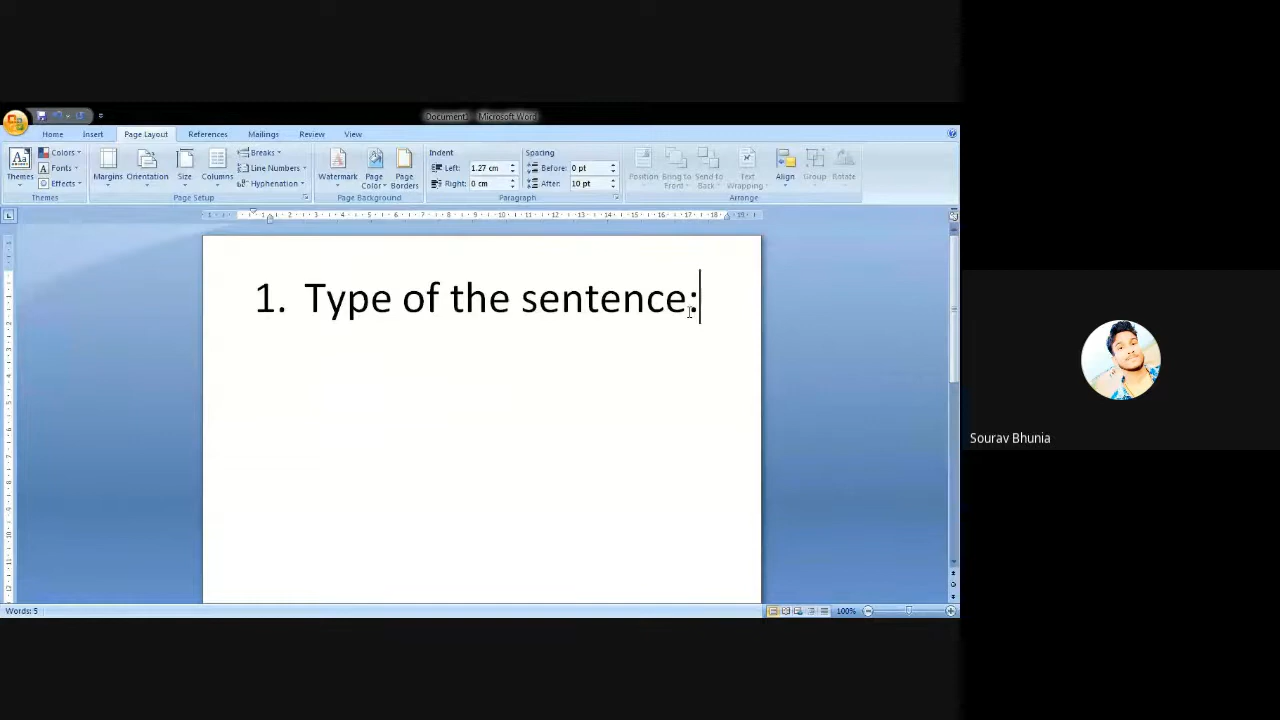 Document1 - Microsoft Word
Home Insert Page Layout References Mailings Review View
Themes
Colors
Fonts
Effects
Themes
Margins
Orientation
Size
Columns
Breaks
Line Numbers
Hyphenation
Page Setup
Watermark
Page Color
Page Borders
Page Background
Indent
Left: 1.27 cm
Right: 0 cm
Spacing
Before: 0 pt
After: 10 pt
Paragraph
Position
Bring to Front
Send to Back
Text Wrapping
Align
Group
Rotate
Arrange
1. Type of the sentence:
Sourav Bhunia
Words: 5
100%